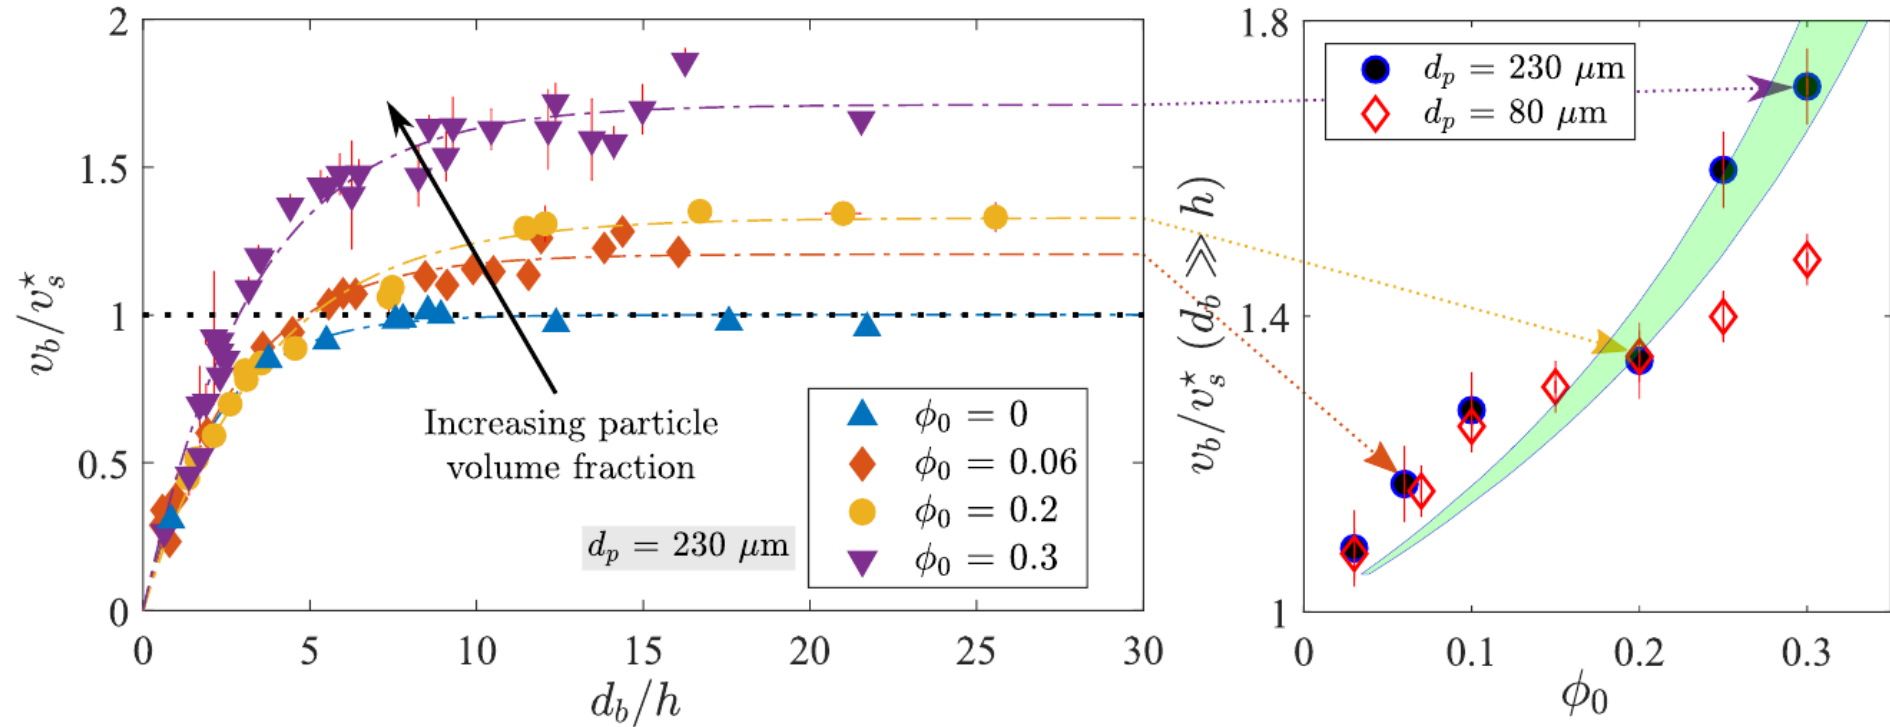 2
1.5
1
0.5
0
v_b/v_s^⋆
0
5
10
15
20
25
30
d_b/h
Increasing particle
volume fraction
d_p = 230 μm
ϕ_0 = 0
ϕ_0 = 0.06
ϕ_0 = 0.2
ϕ_0 = 0.3
1.8
1.4
1
v_b/v_s^⋆ (d_b ≫ h)
d_p = 230 μm
d_p = 80 μm
0
0.1
0.2
0.3
ϕ_0